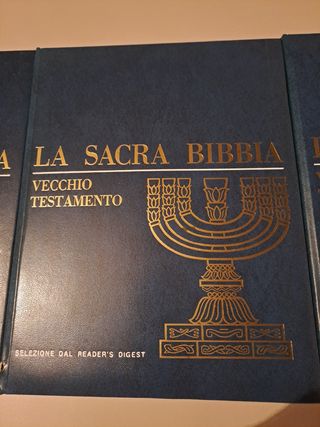 LA SACRA BIBBIA
VECCHIO
TESTAMENTO
SELEZIONE DAL READER'S DIGEST